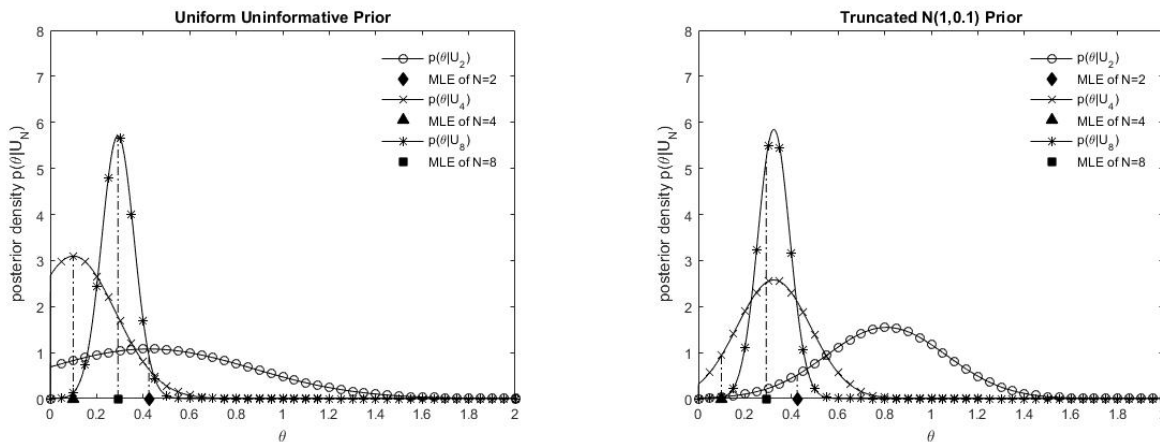 Uniform Uninformative Prior
8
7
6
5
4
3
2
1
0
posterior density p(θ|U_N)
p(θ|U_2)
MLE of N=2
p(θ|U_4)
MLE of N=4
p(θ|U_8)
MLE of N=8
0 0.2 0.4 0.6 0.8 1 1.2 1.4 1.6 1.8 2
θ
Truncated N(1,0.1) Prior
8
7
6
5
4
3
2
1
0
posterior density p(θ|U_N)
p(θ|U_2)
MLE of N=2
p(θ|U_4)
MLE of N=4
p(θ|U_8)
MLE of N=8
0 0.2 0.4 0.6 0.8 1 1.2 1.4 1.6 1.8
θ